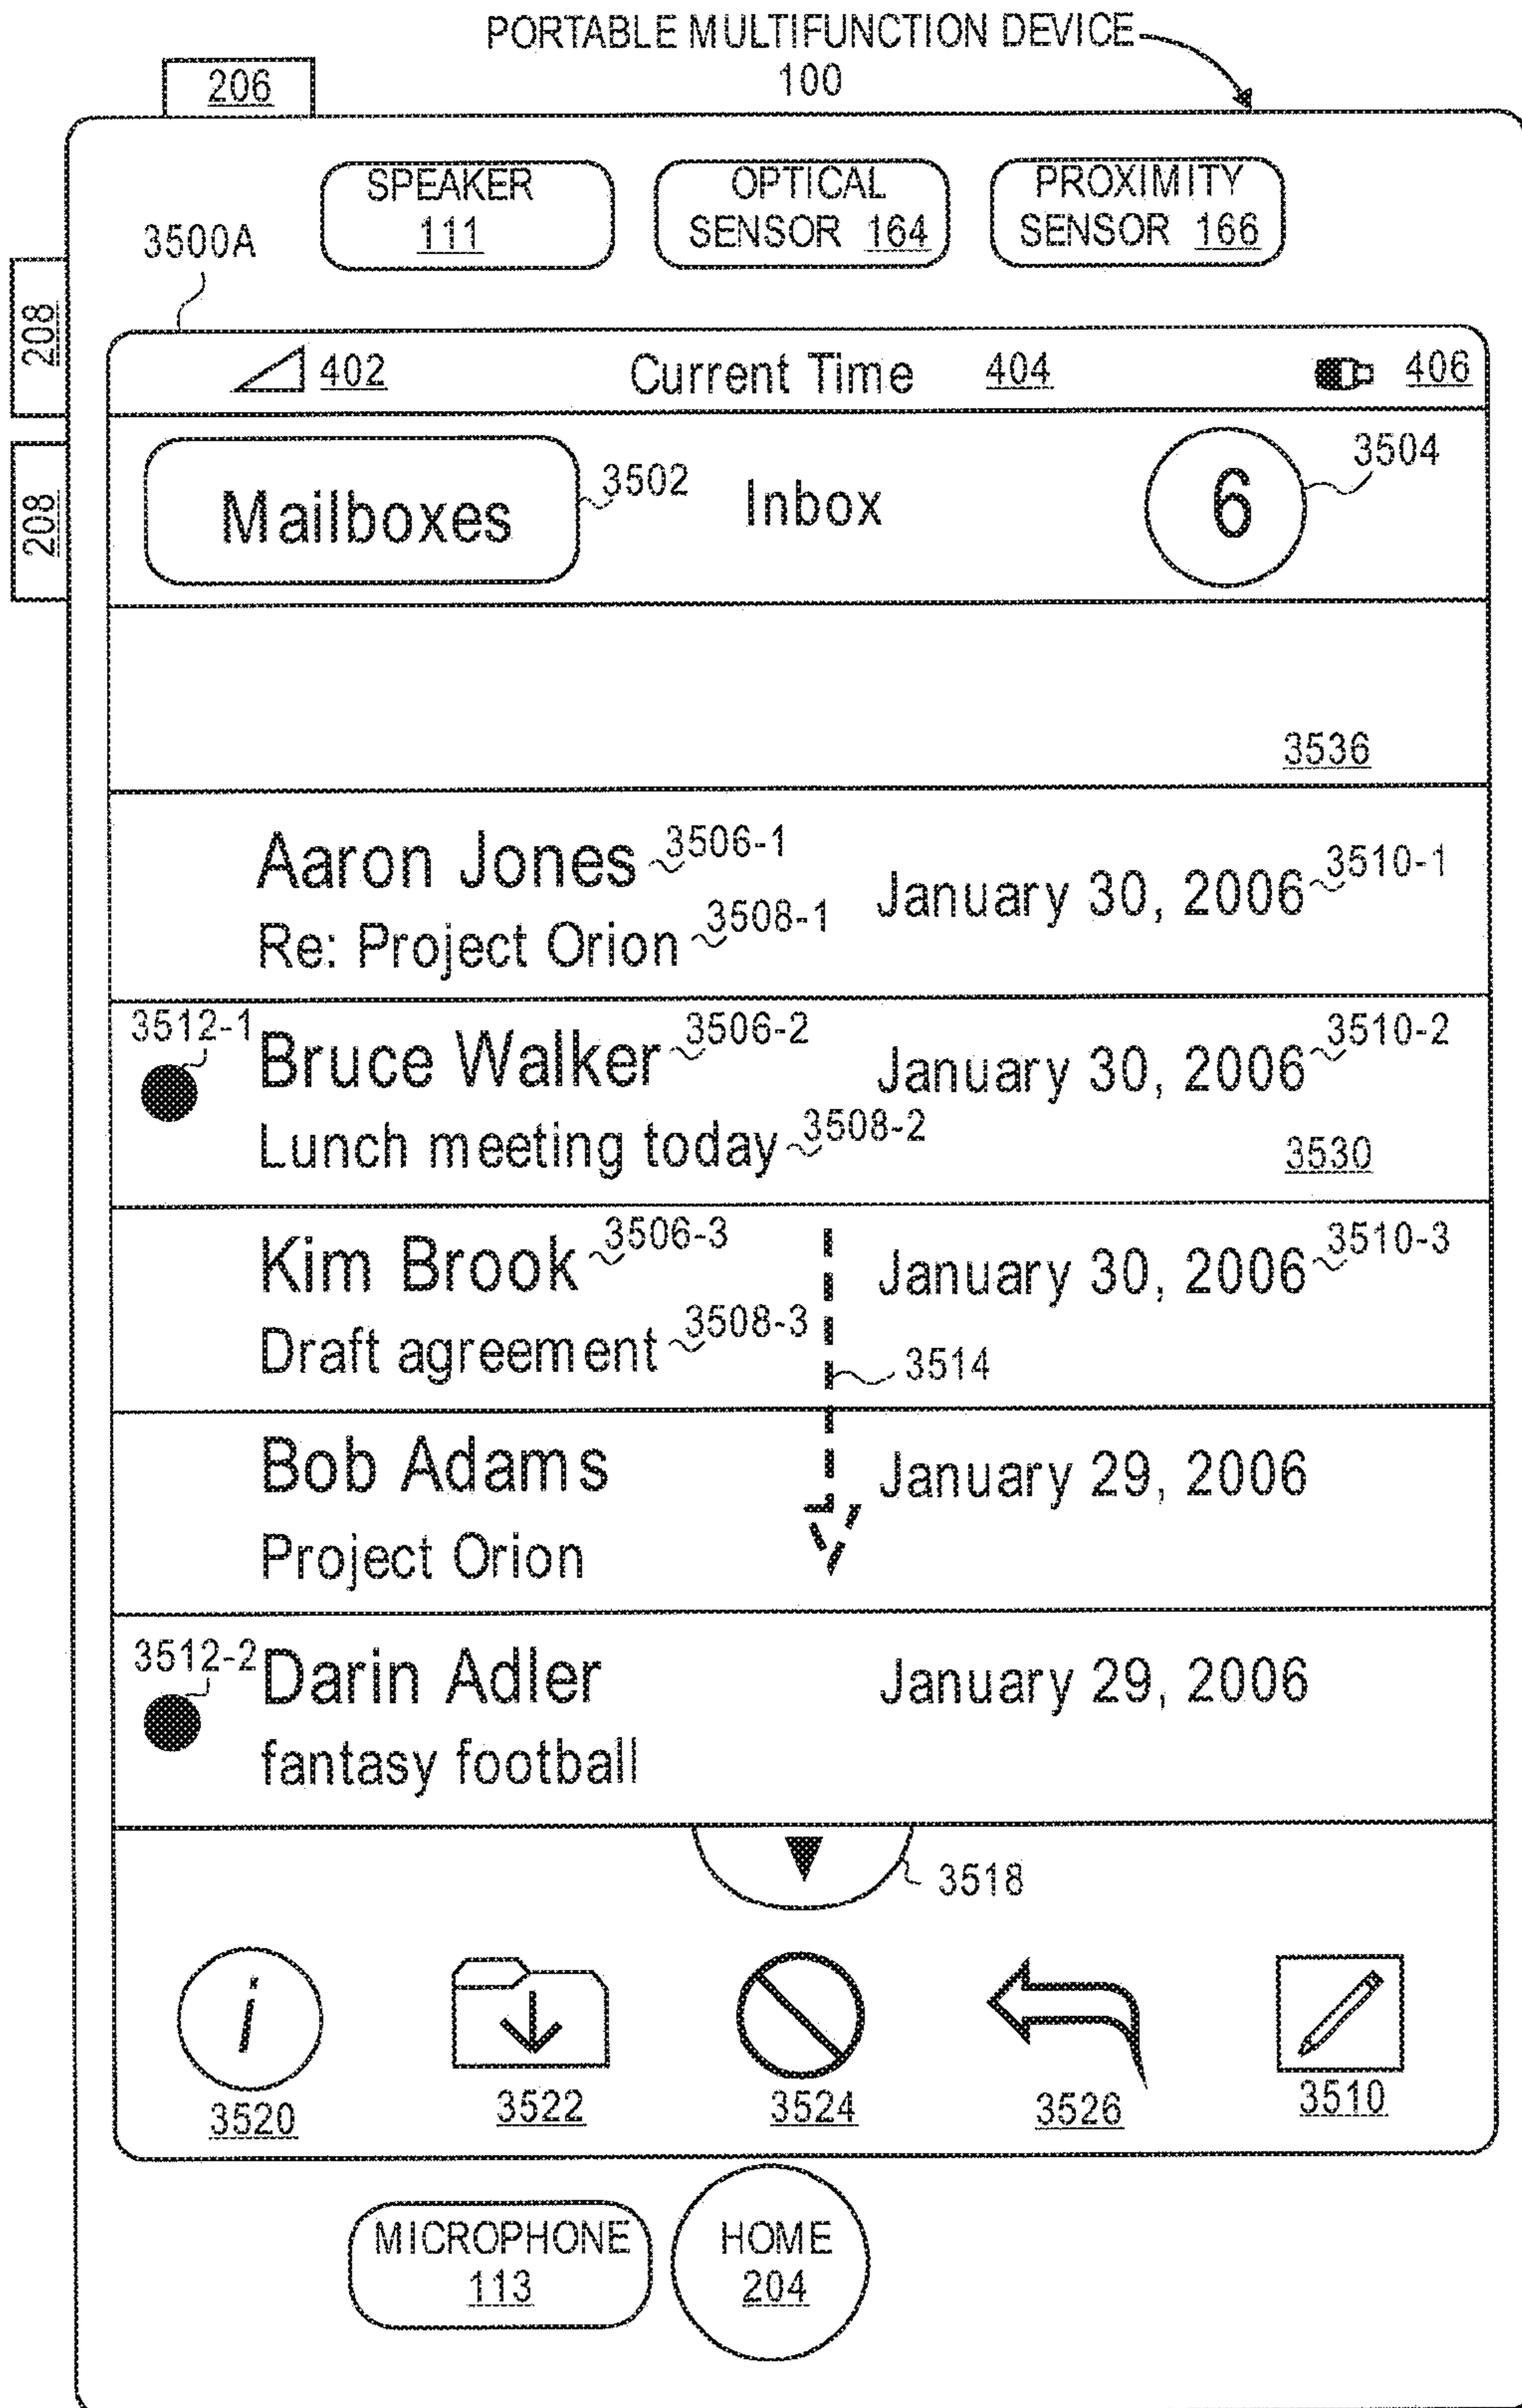 PORTABLE MULTIFUNCTION DEVICE
100
206
SPEAKER
111
OPTICAL
SENSOR 164
PROXIMITY
SENSOR 166
3500A
208
208
402
Current Time 404
406
Mailboxes
3502
Inbox
6
3504
3536
Aaron Jones 3506-1
January 30, 2006 3510-1
Re: Project Orion 3508-1
3512-1
Bruce Walker 3506-2
January 30, 2006 3510-2
Lunch meeting today 3508-2
3530
Kim Brook 3506-3
January 30, 2006 3510-3
Draft agreement 3508-3
3514
Bob Adams
January 29, 2006
Project Orion
3512-2
Darin Adler
January 29, 2006
fantasy football
3518
i
3520
3522
3524
3526
3510
MICROPHONE
113
HOME
204